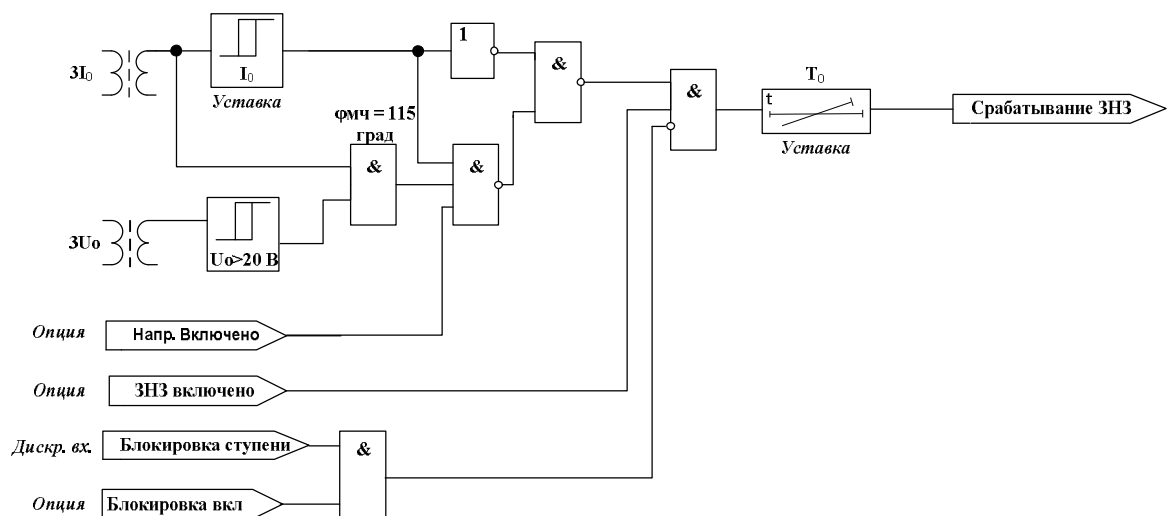 3I₀
I₀
Уставка
1
&
&
T₀
t
Уставка
Срабатывание ЗНЗ
φмч = 115
град
&
&
3Uo
Uo>20 В
Опция
Напр. Включено
Опция
ЗНЗ включено
Дискр. вх.
Блокировка ступени
&
Опция
Блокировка вкл